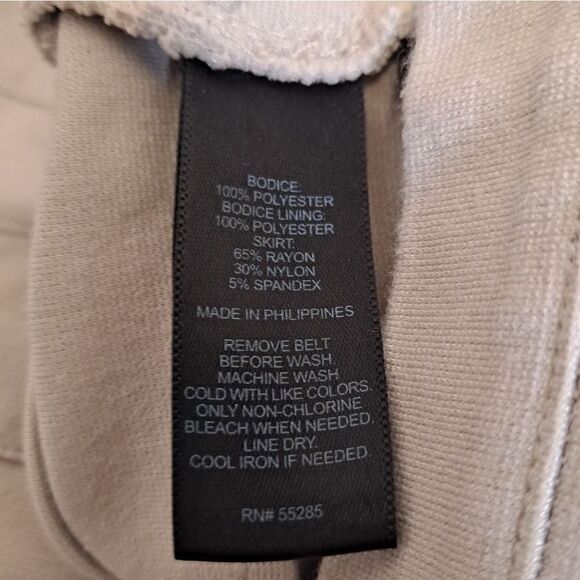 BODICE:
100% POLYESTER
BODICE LINING:
100% POLYESTER
SKIRT:
65% RAYON
30% NYLON
5% SPANDEX
MADE IN PHILIPPINES
REMOVE BELT
BEFORE WASH.
MACHINE WASH
COLD WITH LIKE COLORS.
ONLY NON-CHLORINE
BLEACH WHEN NEEDED.
LINE DRY.
COOL IRON IF NEEDED.
RN# 55285